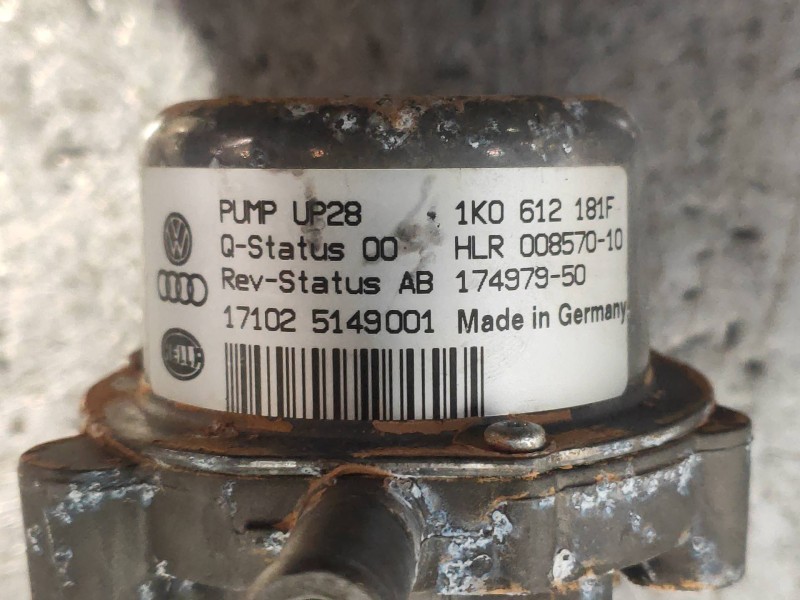 PUMP UP28 1K0 612 181F
Q-Status 00 HLR 008570-10
Rev-Status AB 174979-50
17102 5149001 Made in Germany
HELLA